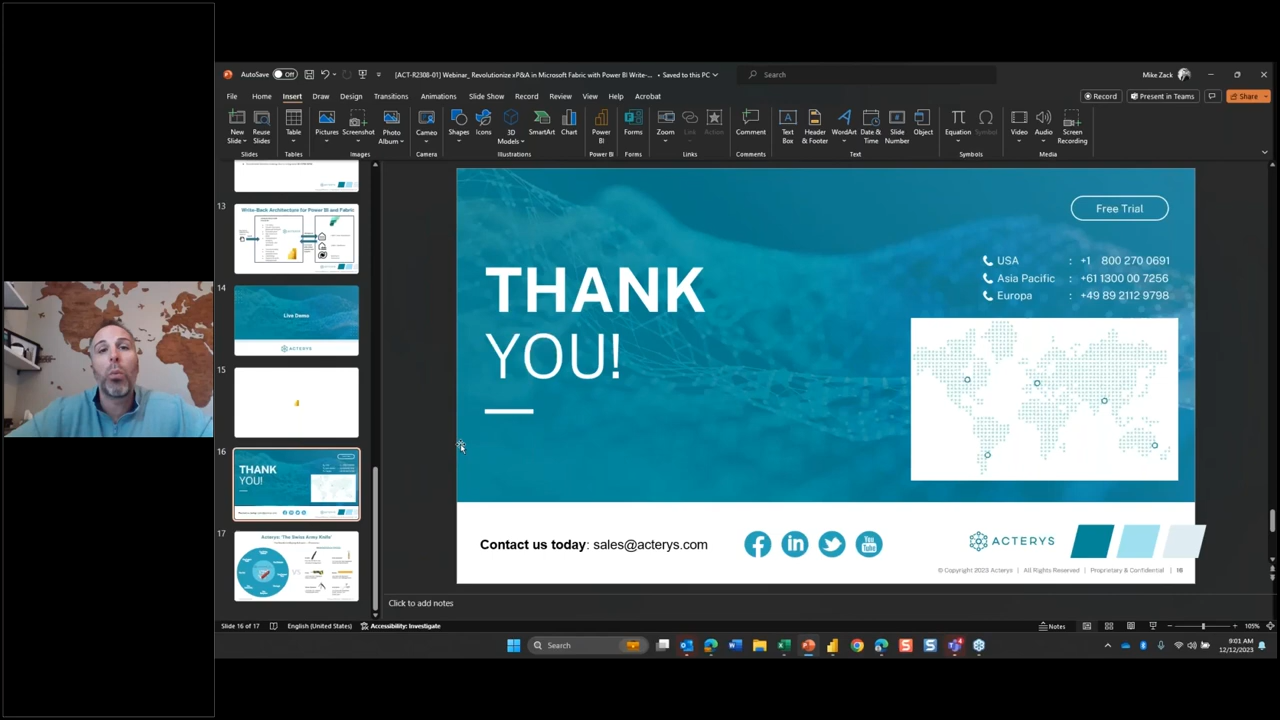 AutoSave Off
[ACT-R2308-01] Webinar_ Revolutionize xP&A in Microsoft Fabric with Power BI Write-... • Saved to this PC
Search
Mike Zack
File Home Insert Draw Design Transitions Animations Slide Show Record Review View Help Acrobat
Record
Present in Teams
Share
New Slide
Reuse Slides
Table
Pictures
Screenshot
Photo Album
Cameo
Shapes
Icons
3D Models
SmartArt
Chart
Power BI
Forms
Zoom
Link
Action
Comment
Text Box
Header & Footer
WordArt
Date & Time
Slide Number
Object
Equation
Symbol
Video
Audio
Screen Recording
Slides Tables Images Camera Illustrations Power BI Forms Links Comments Text Symbols Media
13
Write-Back Architecture for Power BI and Fabric
14
Live Demo
ACTERYS
15
16
THANK
YOU!
17
Acterys: 'The Swiss Army Knife'
VS
Free Trial
THANK
YOU!
USA : +1 800 270 0691
Asia Pacific : +61 1300 00 7256
Europa : +49 89 2112 9798
Contact us today: sales@acterys.com
You Tube
ACTERYS
© Copyright 2023 Acterys | All Rights Reserved | Proprietary & Confidential | 16
Click to add notes
Slide 16 of 17 English (United States) Accessibility: Investigate
Notes
105%
Search
9:01 AM
12/12/2023